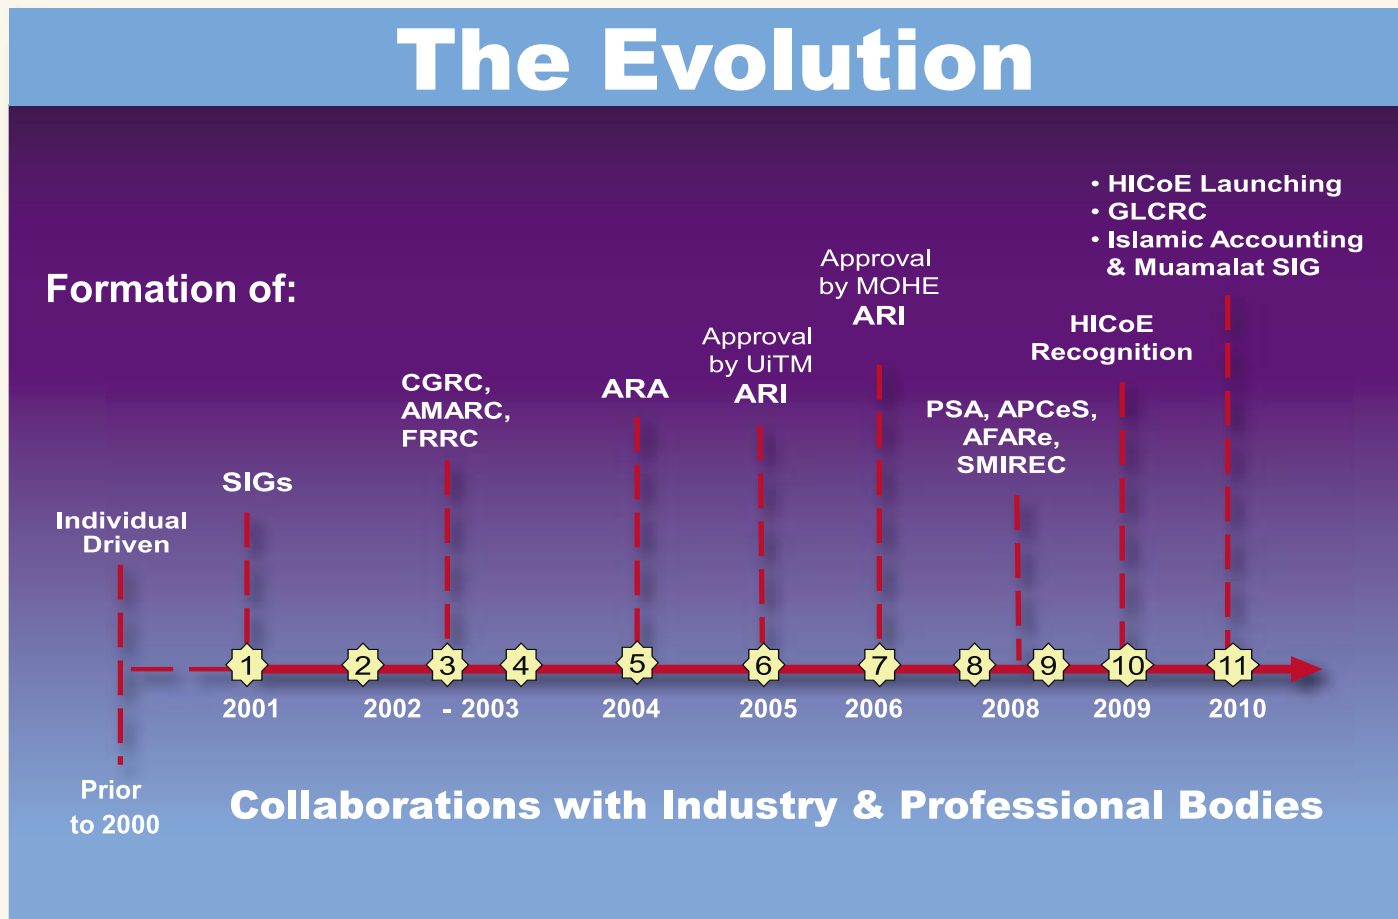 The Evolution
Formation of:
Individual
Driven
SIGs
CGRC,
AMARC,
FRRC
ARA
Approval
by UiTM
ARI
Approval
by MOHE
ARI
PSA, APCeS,
AFARe,
SMIREC
HICoE
Recognition
• HICoE Launching
• GLCRC
• Islamic Accounting
& Muamalat SIG
1 2 3 4 5 6 7 8 9 10 11
2001 2002 - 2003 2004 2005 2006 2008 2009 2010
Prior
to 2000
Collaborations with Industry & Professional Bodies